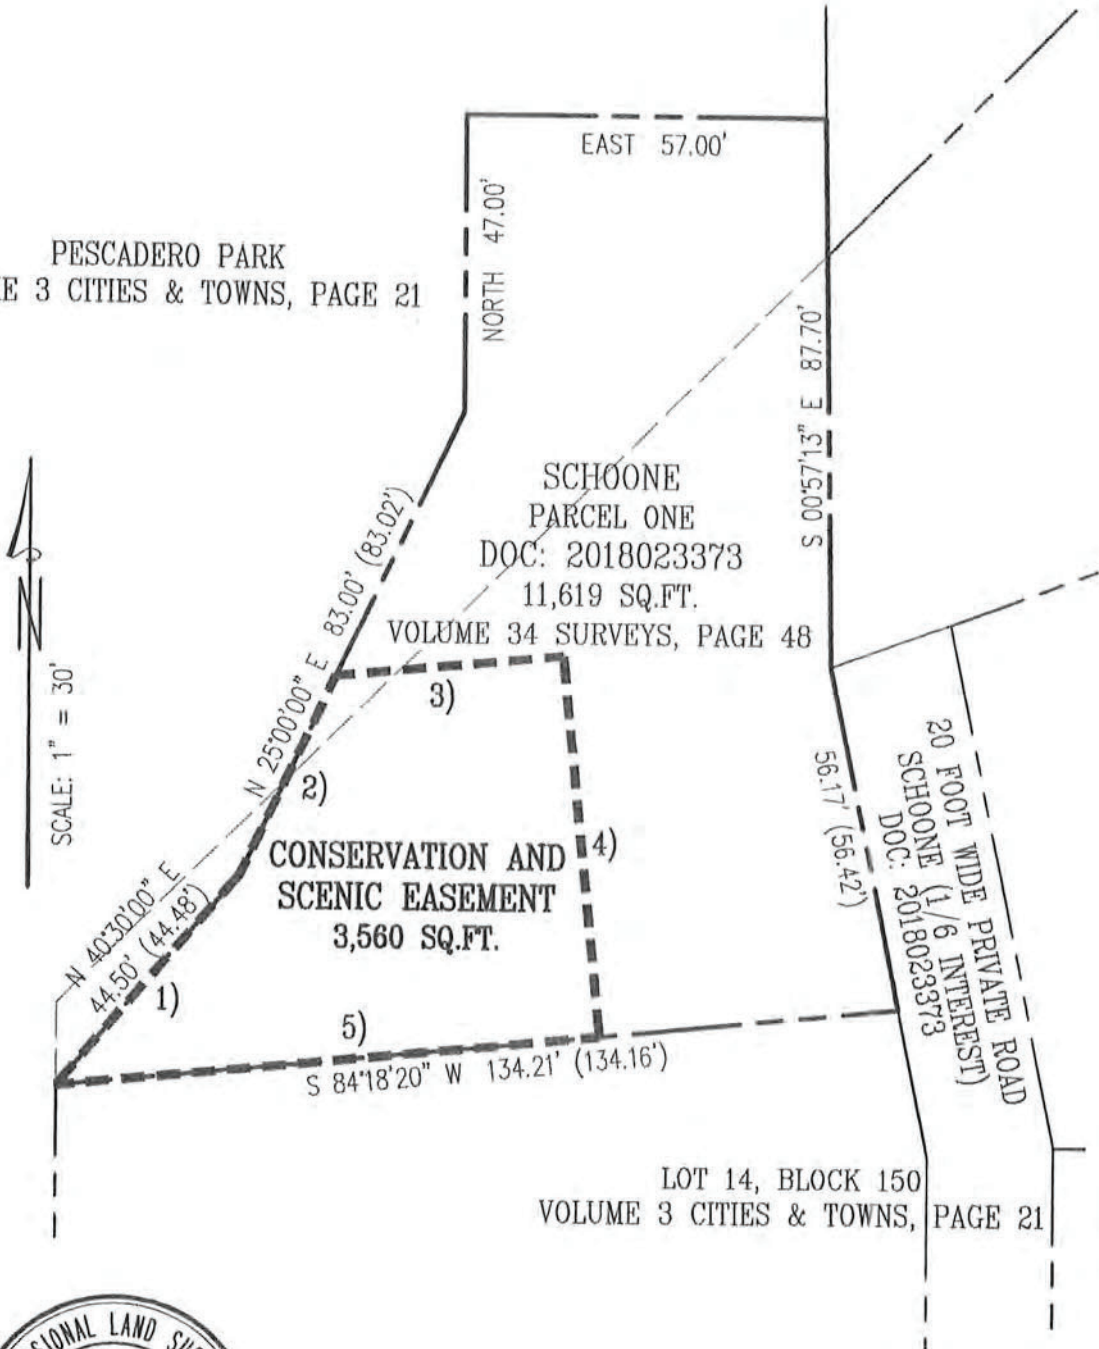 EAST 57.00'
NORTH 47.00'
PESCADERO PARK
E 3 CITIES & TOWNS, PAGE 21
S 00°57'13" E 87.70'
SCHOONE
PARCEL ONE
DOC: 2018023373
11,619 SQ.FT.
VOLUME 34 SURVEYS, PAGE 48
N 25°00'00" E 83.00' (83.02')
N
SCALE: 1" = 30'
3)
2)
4)
CONSERVATION AND
SCENIC EASEMENT
3,560 SQ.FT.
56.17' (56.42')
20 FOOT WIDE PRIVATE ROAD
SCHOONE (1/6 INTEREST)
DOC: 2018023373
N 40°30'00" E
44.50' (44.48')
1)
5)
S 84°18'20" W 134.21' (134.16')
LOT 14, BLOCK 150
VOLUME 3 CITIES & TOWNS, PAGE 21
SIONAL LAND SU